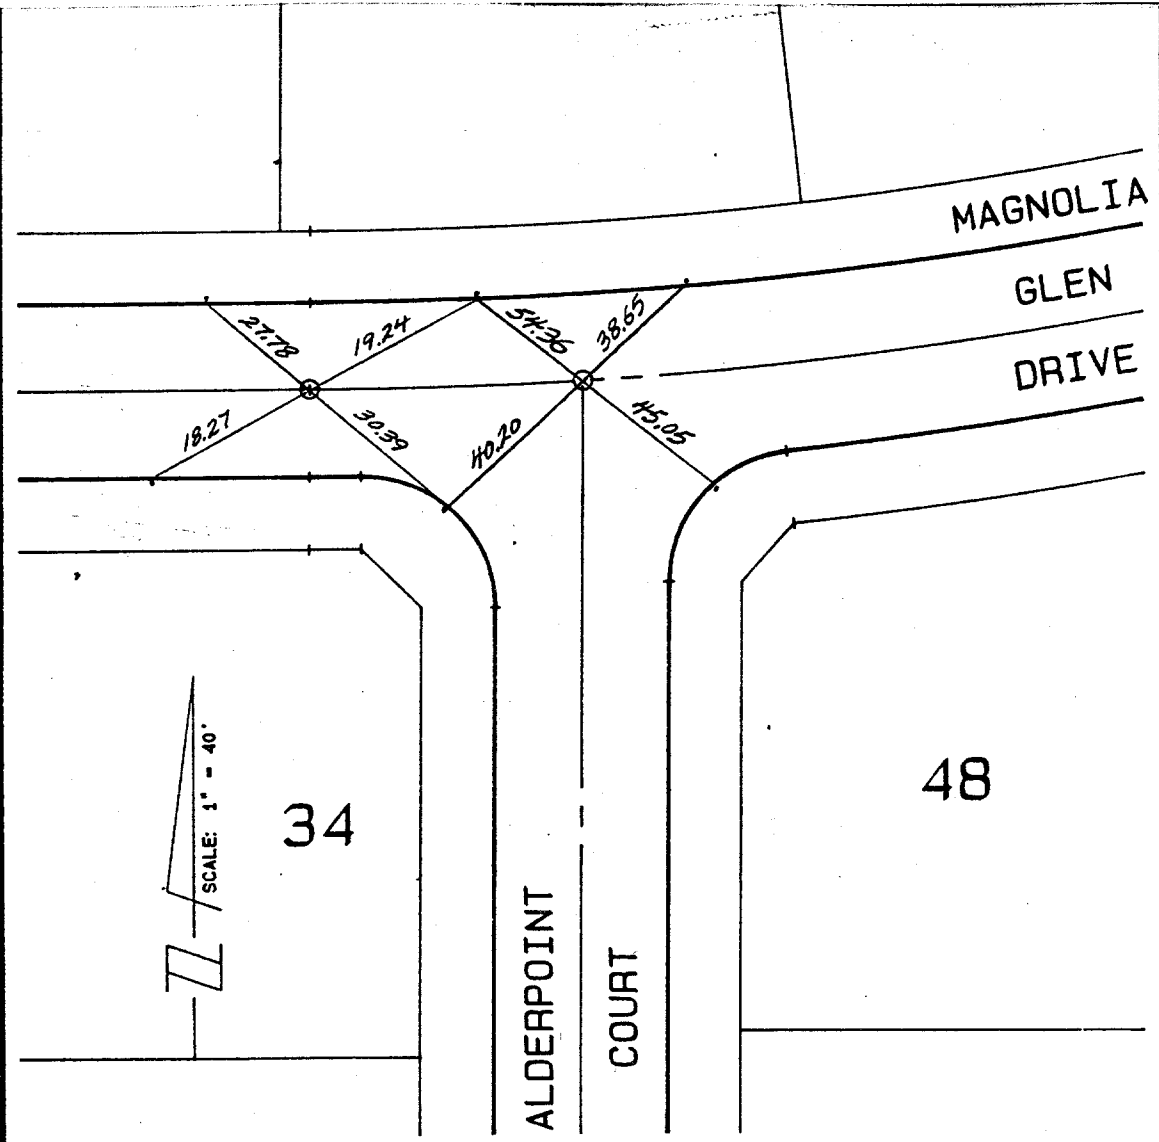 MAGNOLIA
GLEN
DRIVE
27.78
19.24
54.36
38.65
18.27
30.39
40.20
45.05
SCALE: 1" = 40'
34
48
N
ALDERPOINT
COURT